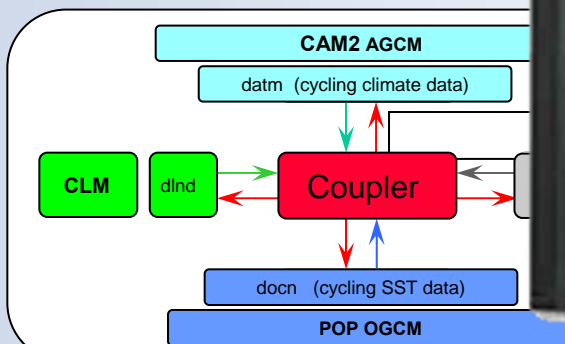 CAM2 AGCM
datm (cycling climate data)
CLM
dlnd
Coupler
docn (cycling SST data)
POP OGCM